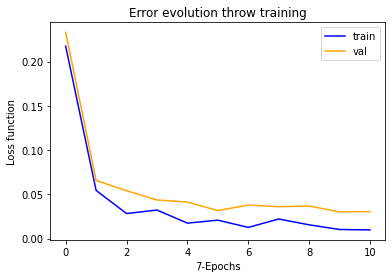 Error evolution throw training
train
val
0.20
0.15
0.10
0.05
0.00
Loss function
0 2 4 6 8 10
7-Epochs